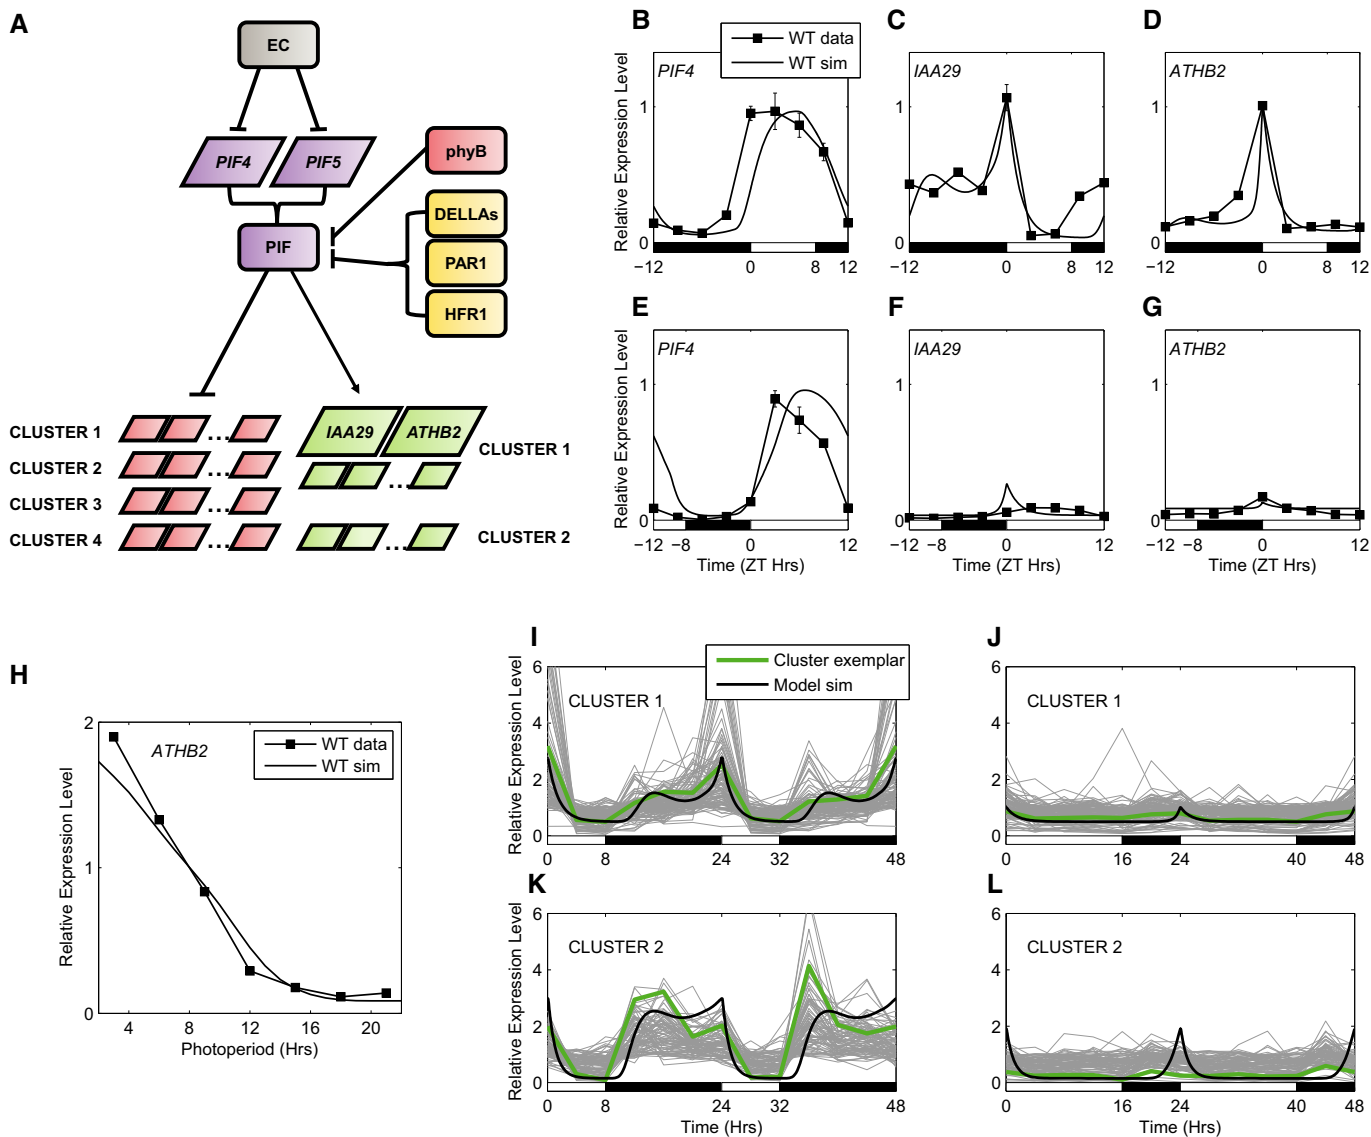 A
EC
PIF4
PIF5
phyB
DELLAs
PIF
PAR1
HFR1
CLUSTER 1
CLUSTER 2
CLUSTER 3
CLUSTER 4
...
...
...
...
IAA29
ATHB2
CLUSTER 1
...
CLUSTER 2
...
B
WT data
WT sim
PIF4
Relative Expression Level
1
0
−12
0
8
12
C
IAA29
1
0
−12
0
8
12
D
ATHB2
1
0
−12
0
8
12
E
PIF4
Relative Expression Level
1
0
−12
−8
0
12
Time (ZT Hrs)
F
IAA29
1
0
−12
−8
0
12
Time (ZT Hrs)
G
ATHB2
1
0
−12
−8
0
12
Time (ZT Hrs)
H
ATHB2
WT data
WT sim
Relative Expression Level
2
1
0
4
8
12
16
20
Photoperiod (Hrs)
I
Cluster exemplar
Model sim
CLUSTER 1
Relative Expression Level
6
4
2
0
0
8
24
32
48
J
CLUSTER 1
6
4
2
0
0
16
24
40
48
K
CLUSTER 2
Relative Expression Level
6
4
2
0
0
8
24
32
48
Time (Hrs)
L
CLUSTER 2
6
4
2
0
0
16
24
40
48
Time (Hrs)